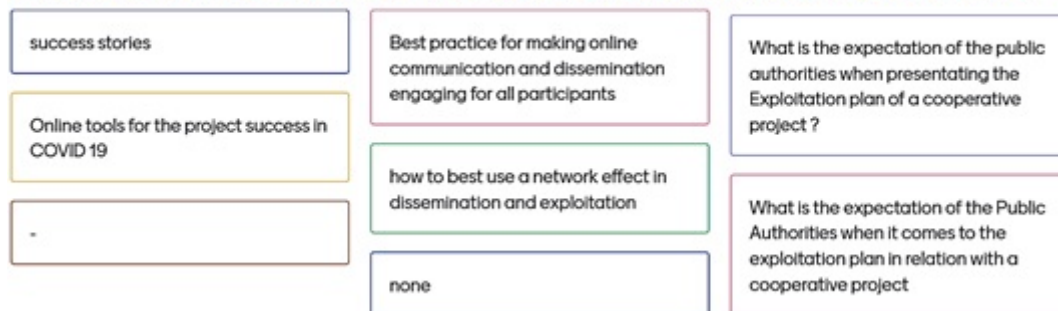 success stories
Online tools for the project success in
COVID 19
-
Best practice for making online
communication and dissemination
engaging for all participants
how to best use a network effect in
dissemination and exploitation
none
What is the expectation of the public
authorities when presentating the
Exploitation plan of a cooperative
project ?
What is the expectation of the Public
Authorities when it comes to the
exploitation plan in relation with a
cooperative project